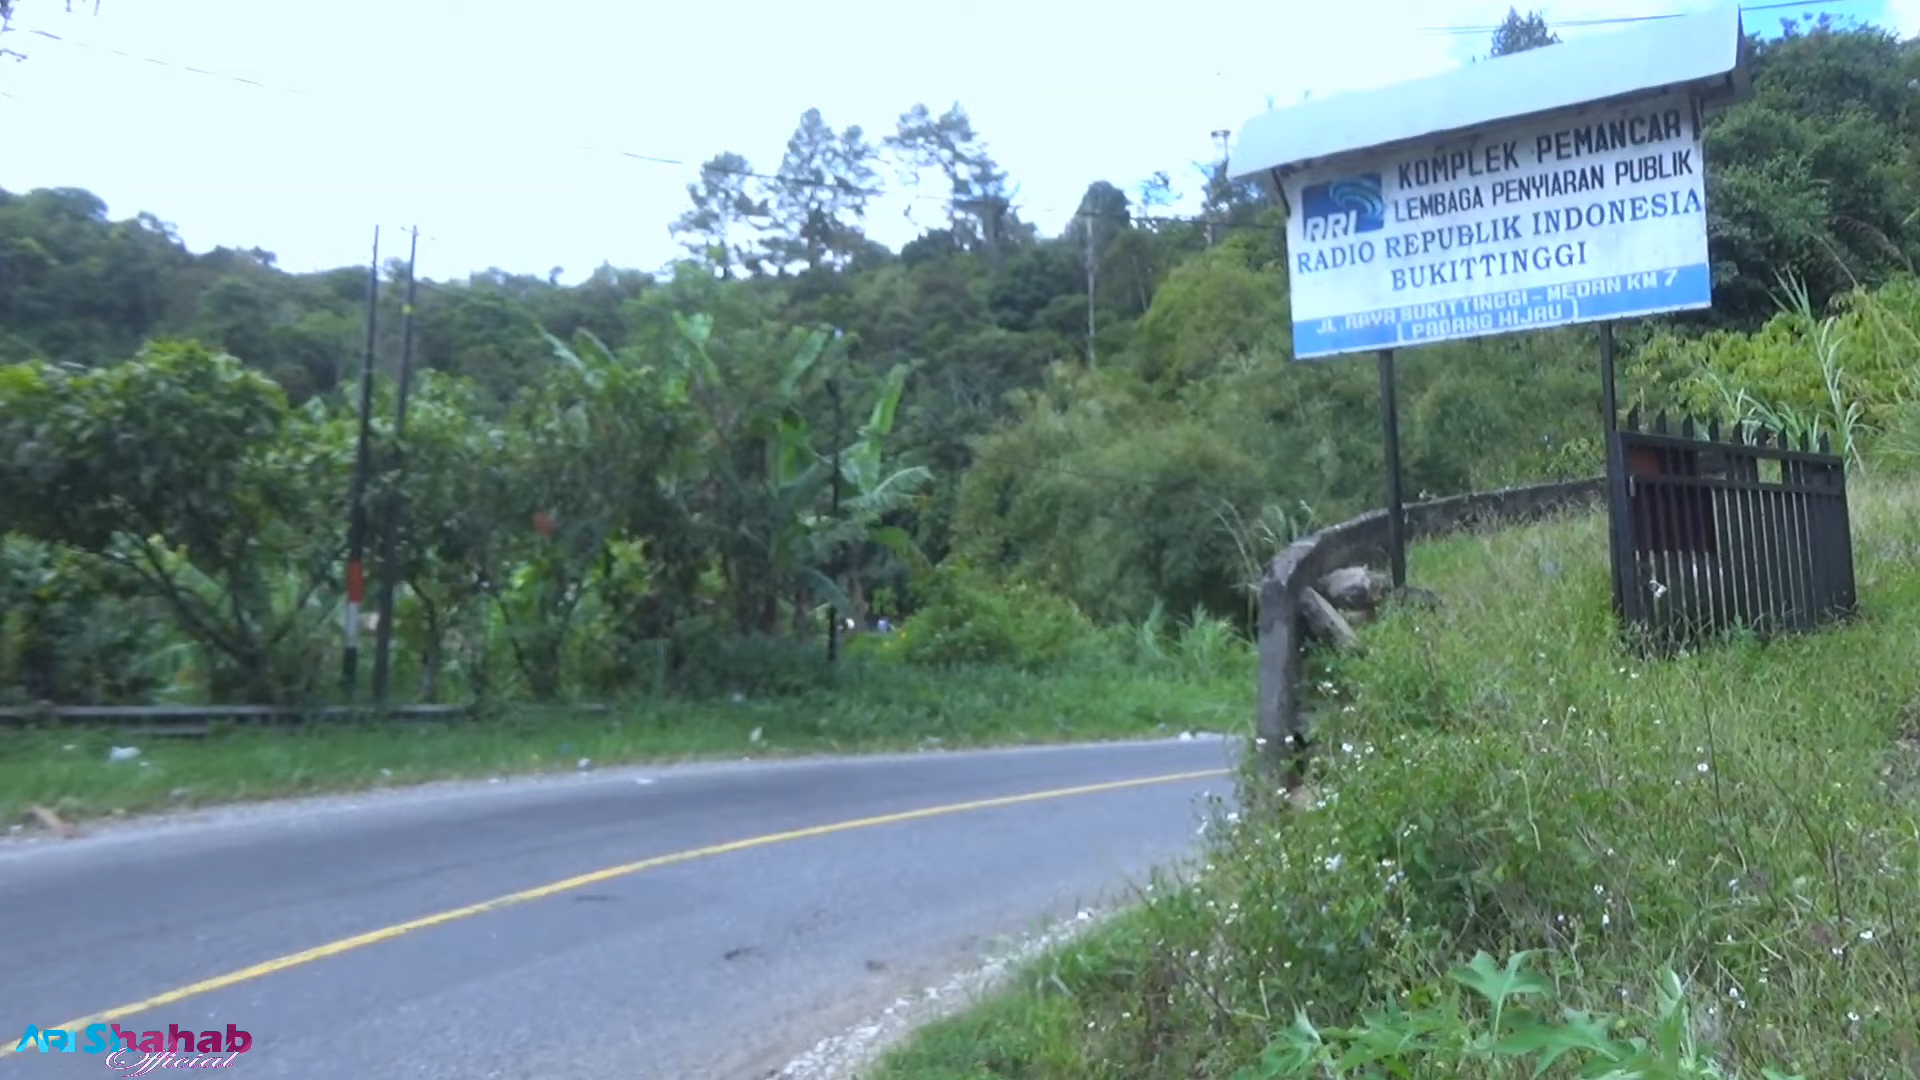 KOMPLEK PEMANCAR
LEMBAGA PENYIARAN PUBLIK
RRI
RADIO REPUBLIK INDONESIA
BUKITTINGGI
JL. RAYA BUKITTINGGI - MEDAN KM 7
( PADANG HIJAU )
ARI Shahab
Official